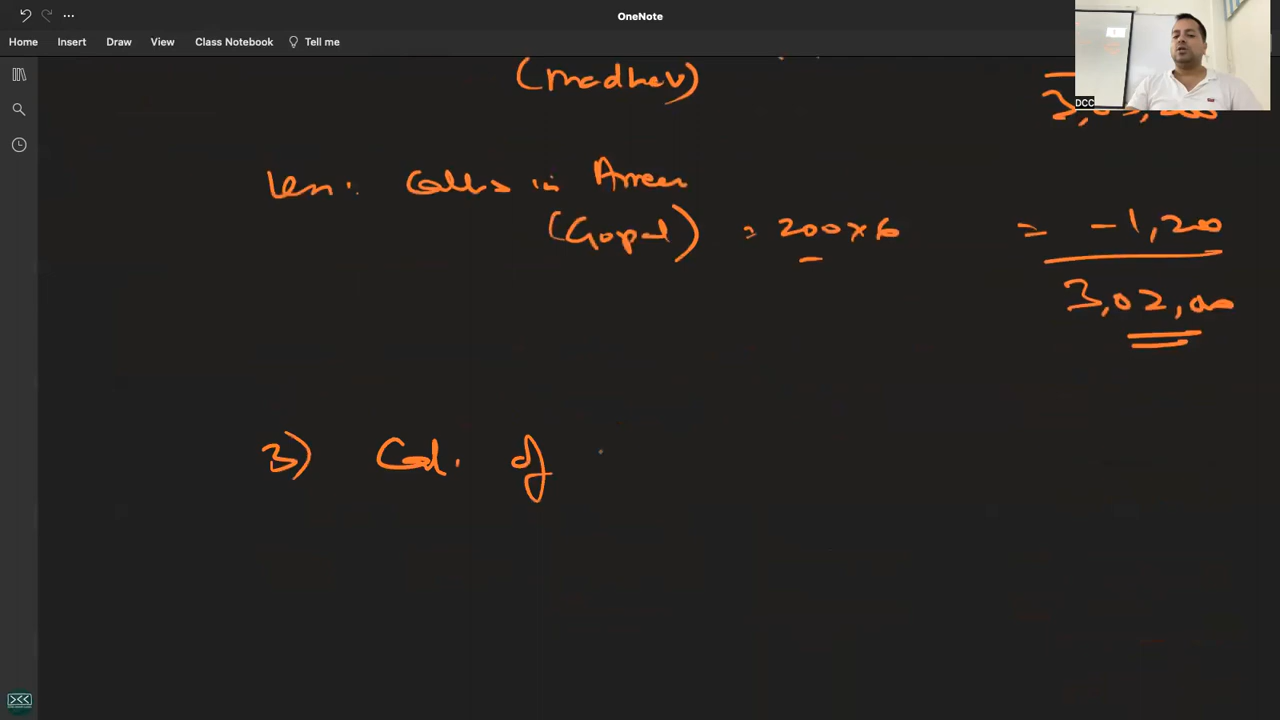 OneNote
Home Insert Draw View Class Notebook Tell me
DCC
(Madhev)
Less: Calls in Arrear
(Gopal) = 200×6 = -1,200
3,02,000
3) Cal. of